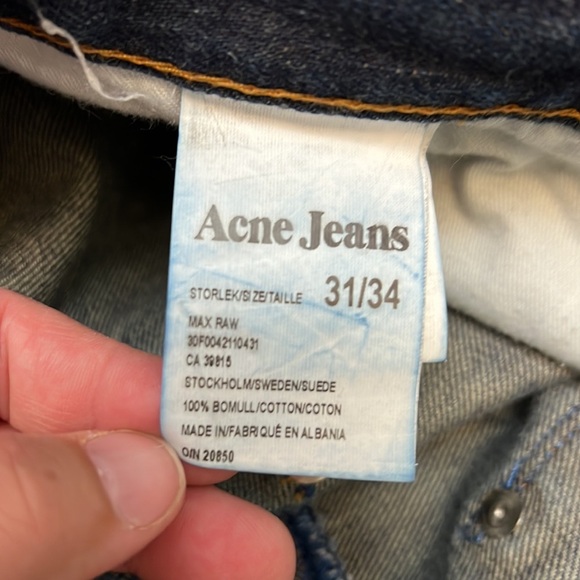 Acne Jeans
STORLEK/SIZE/TAILLE 31/34
MAX RAW
30F0042110431
CA 39815
STOCKHOLM/SWEDEN/SUEDE
100% BOMULL/COTTON/COTON
MADE IN/FABRIQUÉ EN ALBANIA
O/N 20850